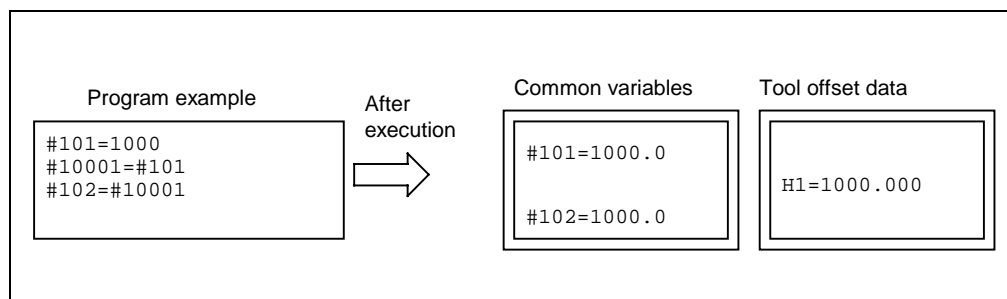 Program example
#101=1000
#10001=#101
#102=#10001
After
execution
Common variables
#101=1000.0
#102=1000.0
Tool offset data
H1=1000.000